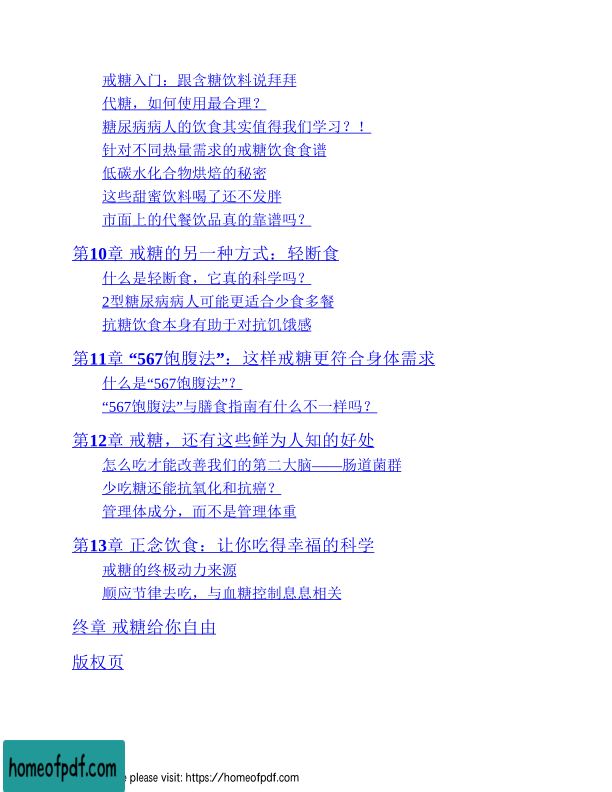 戒糖入门：跟含糖饮料说拜拜
代糖，如何使用最合理？
糖尿病病人的饮食其实值得我们学习？！
针对不同热量需求的戒糖饮食食谱
低碳水化合物烘焙的秘密
这些甜蜜饮料喝了还不发胖
市面上的代餐饮品真的靠谱吗？
第10章 戒糖的另一种方式：轻断食
什么是轻断食，它真的科学吗？
2型糖尿病病人可能更适合少食多餐
抗糖饮食本身有助于对抗饥饿感
第11章 “567饱腹法”：这样戒糖更符合身体需求
什么是“567饱腹法”？
“567饱腹法”与膳食指南有什么不一样吗？
第12章 戒糖，还有这些鲜为人知的好处
怎么吃才能改善我们的第二大脑——肠道菌群
少吃糖还能抗氧化和抗癌？
管理体成分，而不是管理体重
第13章 正念饮食：让你吃得幸福的科学
戒糖的终极动力来源
顺应节律去吃，与血糖控制息息相关
终章 戒糖给你自由
版权页
homeofpdf.com
please visit: https://homeofpdf.com